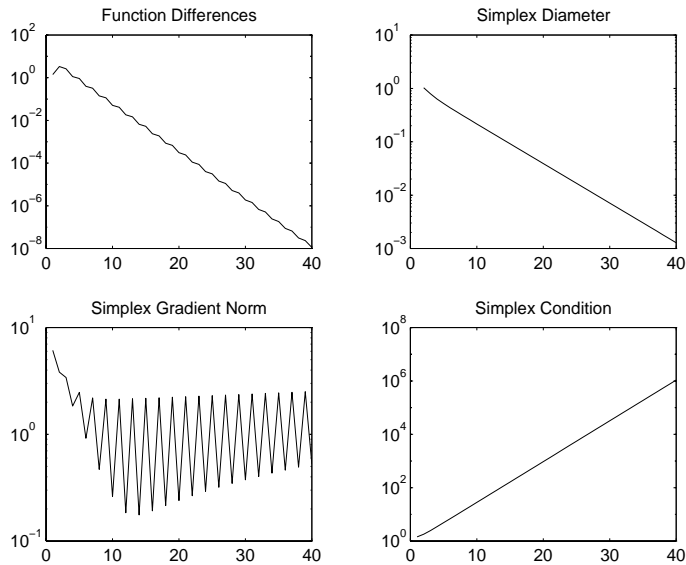 Function Differences
10^2
10^0
10^−2
10^−4
10^−6
10^−8
0 10 20 30 40
Simplex Diameter
10^1
10^0
10^−1
10^−2
10^−3
0 10 20 30 40
Simplex Gradient Norm
10^1
10^0
10^−1
0 10 20 30 40
Simplex Condition
10^8
10^6
10^4
10^2
10^0
0 10 20 30 40